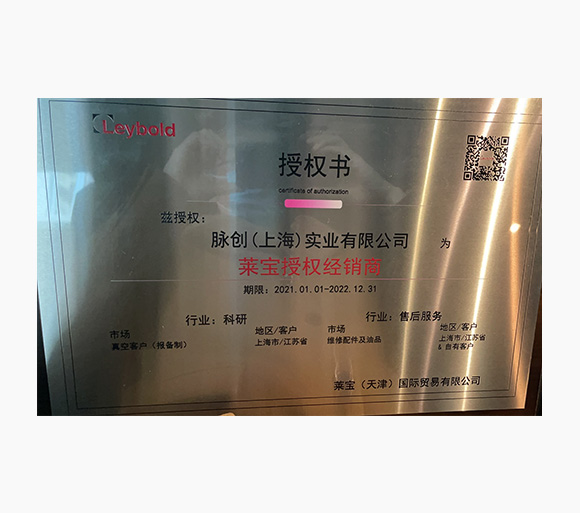 Leybold
授权书
certificate of authorization
兹授权：
脉创(上海)实业有限公司 为
莱宝授权经销商
期限：2021.01.01-2022.12.31
行业：科研 行业：售后服务
市场 地区/客户 市场 地区/客户
真空客户（报备制） 上海市/江苏省 维修配件及油品 上海市/江苏省
& 自有客户
莱宝（天津）国际贸易有限公司